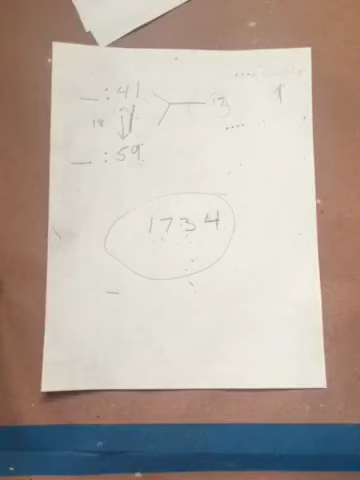 _ : 41
13
18
_ : 59
1734